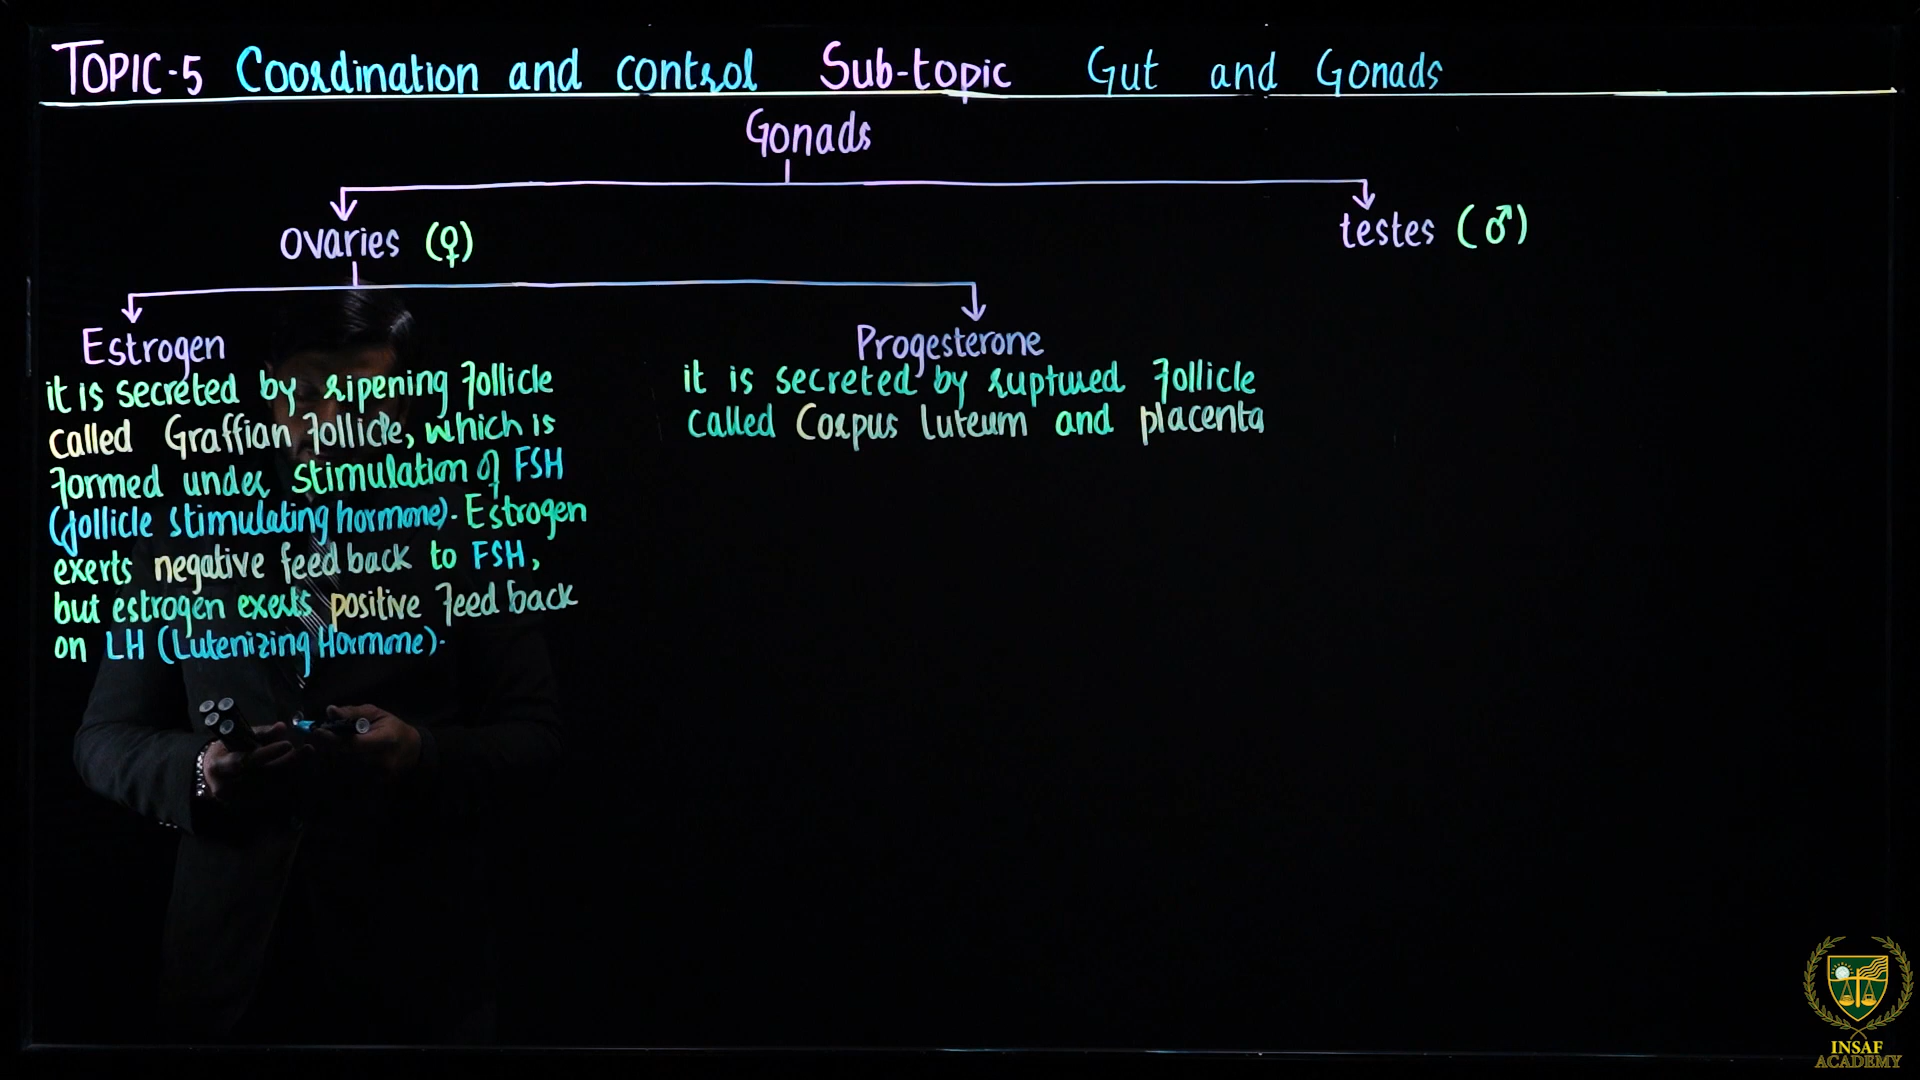 TOPIC-5 Coordination and control Sub-topic Gut and Gonads
Gonads
Ovaries (♀)
testes (♂)
Estrogen
it is secreted by ripening follicle
called Graffian follicle, which is
formed under stimulation of FSH
(follicle stimulating hormone). Estrogen
exerts negative feed back to FSH,
but estrogen exerts positive feed back
on LH (Lutenizing Hormone).
Progesterone
it is secreted by ruptured follicle
called Corpus luteum and placenta
INSAF
ACADEMY